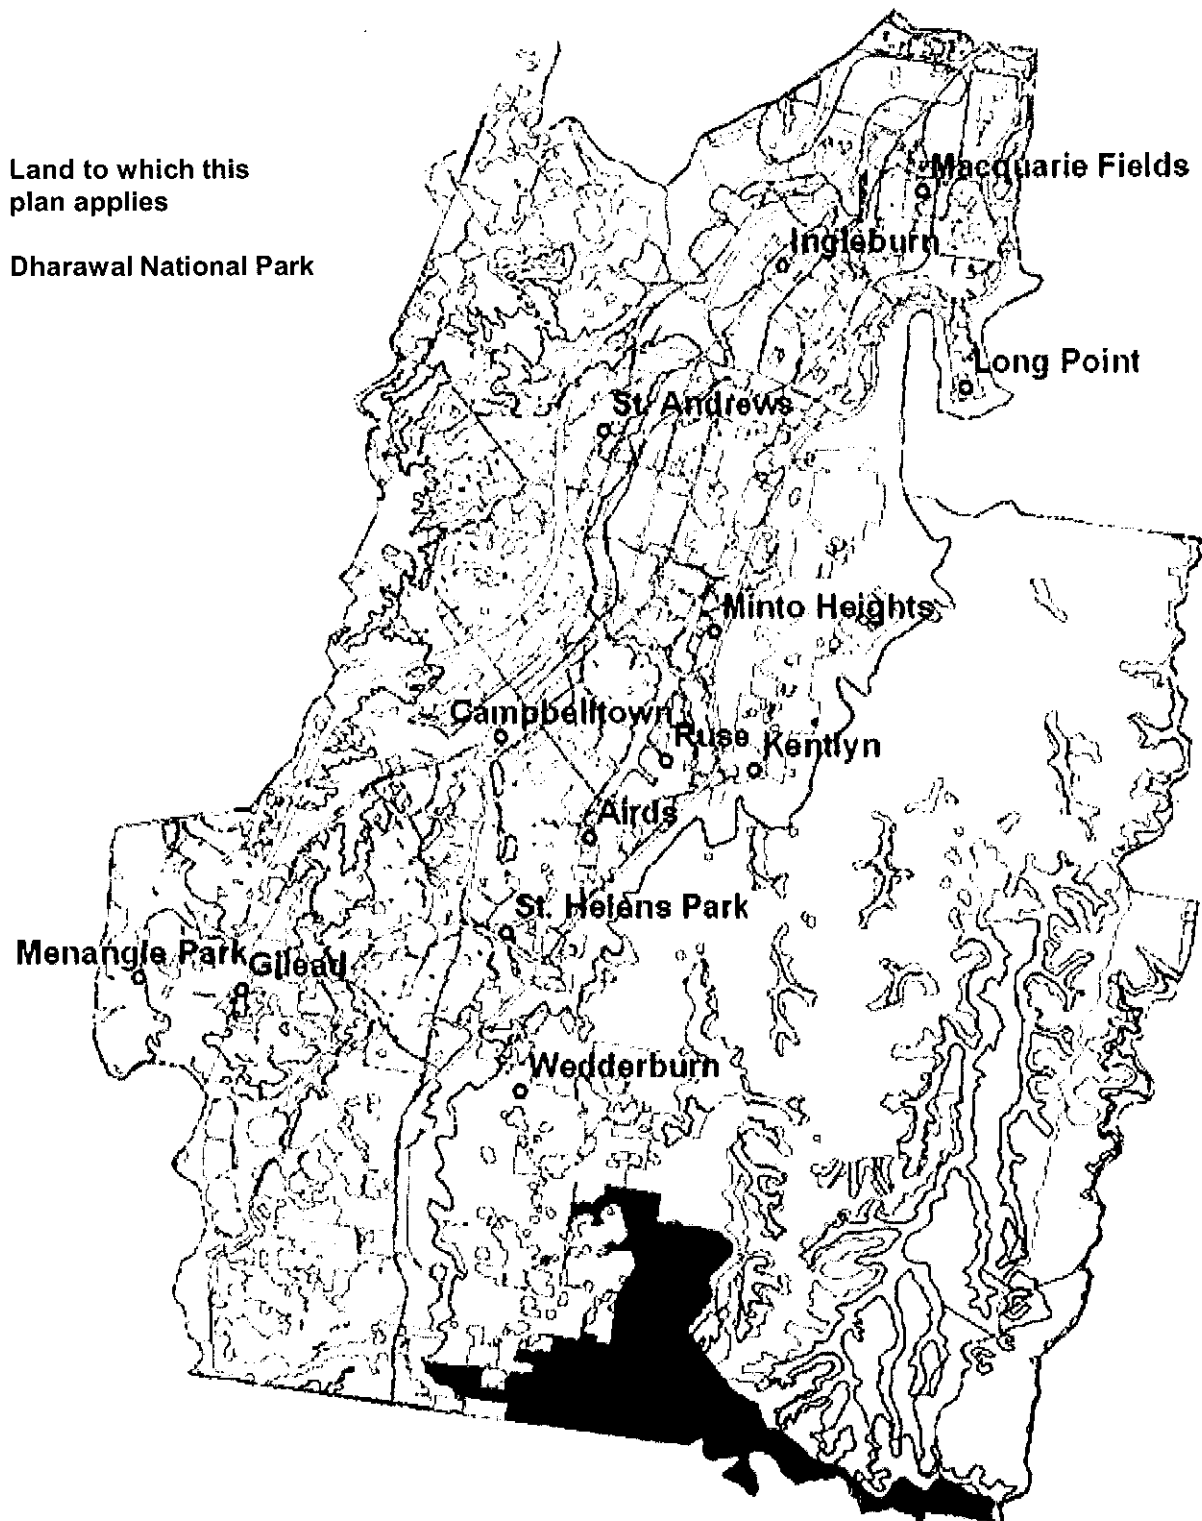 Land to which this
plan applies
Dharawal National Park
Macquarie Fields
Ingleburn
Long Point
St. Andrews
Minto Heights
Campbelltown
Ruse
Kentlyn
Airds
St. Helens Park
Menangle Park
Gilead
Wedderburn